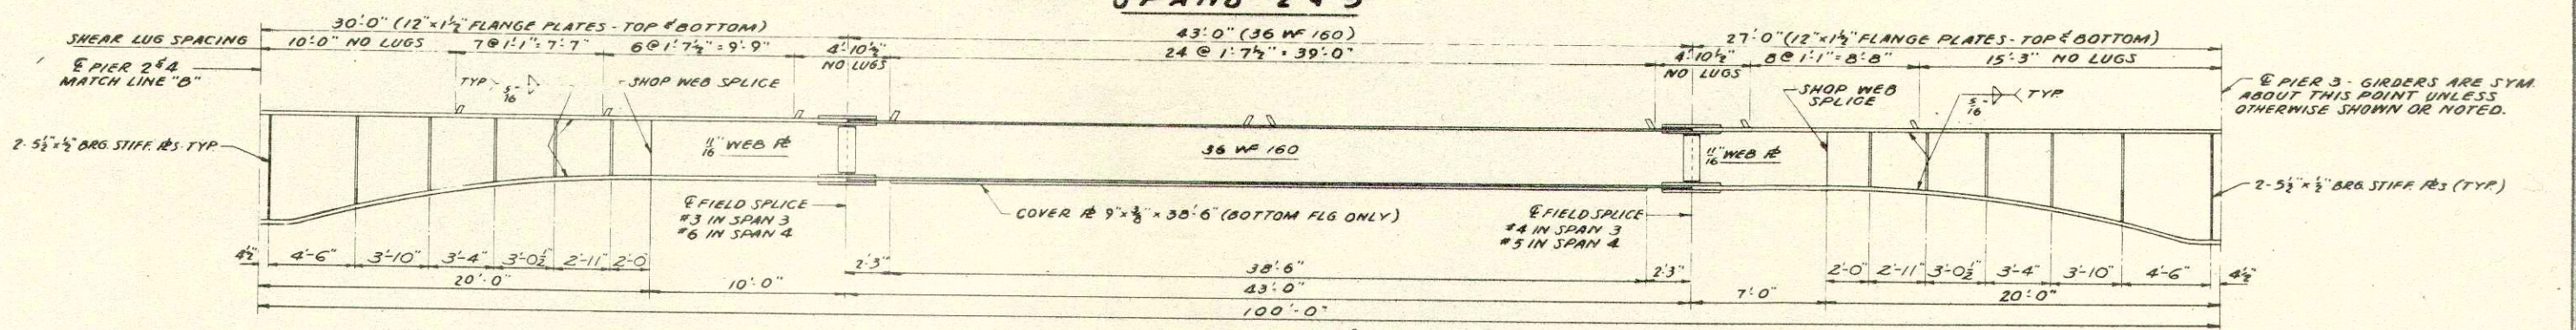 SPANS 2 & 3
30'-0" (12"x1½" FLANGE PLATES - TOP & BOTTOM)
43'-0" (36 WF 160)
27'-0" (12"x1½" FLANGE PLATES - TOP & BOTTOM)
SHEAR LUG SPACING
10'-0" NO LUGS
7@1'-1"=7'-7"
6@1'-7½"=9'-9"
4'-10½"
NO LUGS
24 @ 1'-7½" = 39'-0"
4'-10½"
NO LUGS
8@1'-1"=8'-8"
15'-3" NO LUGS
℄ PIER 2 & 4
MATCH LINE "B"
TYP
5/16
SHOP WEB SPLICE
SHOP WEB
SPLICE
5/16
TYP.
℄ PIER 3 - GIRDERS ARE SYM.
ABOUT THIS POINT UNLESS
OTHERWISE SHOWN OR NOTED.
2-5½"x½" BRG. STIFF. PLS. TYP.
11/16" WEB PL
36 WF 160
11/16" WEB PL
2-5½"x½" BRG. STIFF. PLS (TYP.)
℄ FIELD SPLICE
#3 IN SPAN 3
#6 IN SPAN 4
COVER PL 9"x⅜"x38'-6" (BOTTOM FLG ONLY)
℄ FIELD SPLICE
#4 IN SPAN 3
#5 IN SPAN 4
4½"
4'-6"
3'-10"
3'-4"
3'-0½"
2'-11"
2'-0
2'-3"
38'-6"
2'-3"
2'-0"
2'-11"
3'-0½"
3'-4"
3'-10"
4'-6"
4½"
20'-0"
10'-0"
43'-0"
7'-0"
20'-0"
100'-0"